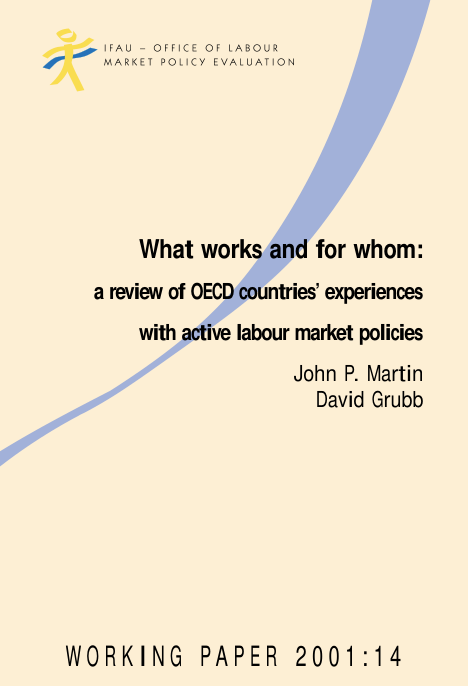 IFAU – OFFICE OF LABOUR
MARKET POLICY EVALUATION
What works and for whom:
a review of OECD countries’ experiences
with active labour market policies
John P. Martin
David Grubb
WORKING PAPER 2001:14